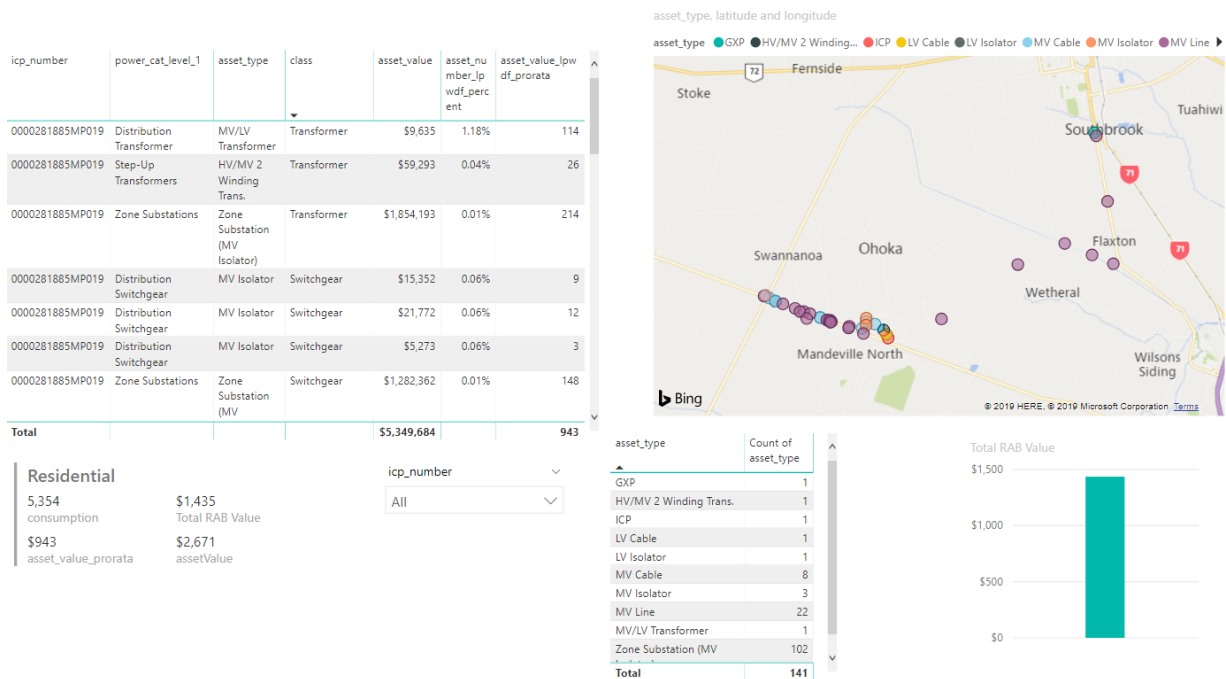 icp_number power_cat_level_1 asset_type class asset_value asset_nu asset_value_lpw
mber_lp df_prorata
wdf_perc
ent
0000281885MP019 Distribution MV/LV Transformer $9,635 1.18% 114
Transformer Transformer
0000281885MP019 Step-Up HV/MV 2 Transformer $59,293 0.04% 26
Transformers Winding
Trans.
0000281885MP019 Zone Substations Zone Transformer $1,854,193 0.01% 214
Substation
(MV
Isolator)
0000281885MP019 Distribution MV Isolator Switchgear $15,352 0.06% 9
Switchgear
0000281885MP019 Distribution MV Isolator Switchgear $21,772 0.06% 12
Switchgear
0000281885MP019 Distribution MV Isolator Switchgear $5,273 0.06% 3
Switchgear
0000281885MP019 Zone Substations Zone Switchgear $1,282,362 0.01% 148
Substation
(MV
Total $5,349,684 943
Residential
5,354 $1,435
consumption Total RAB Value
$943 $2,671
asset_value_prorata assetValue
icp_number
All
asset_type, latitude and longitude
asset_type GXP HV/MV 2 Winding... ICP LV Cable LV Isolator MV Cable MV Isolator MV Line
72
Fernside
Stoke
Tuahiwi
Southbrook
71
Flaxton
71
Ohoka
Swannanoa
Wetheral
Mandeville North
Wilsons
Siding
Bing
© 2019 HERE, © 2019 Microsoft Corporation Terms
asset_type Count of
asset_type
GXP 1
HV/MV 2 Winding Trans. 1
ICP 1
LV Cable 1
LV Isolator 1
MV Cable 8
MV Isolator 3
MV Line 22
MV/LV Transformer 1
Zone Substation (MV 102
Total 141
Total RAB Value
$1,500
$1,000
$500
$0